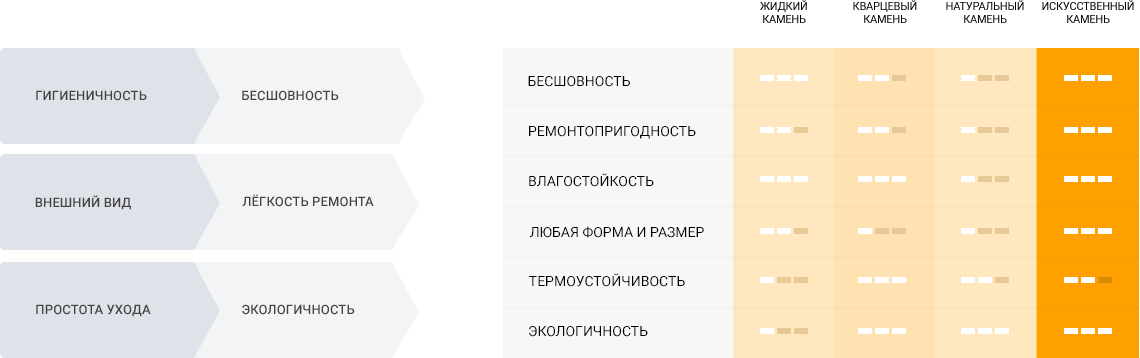 ГИГИЕНИЧНОСТЬ
БЕСШОВНОСТЬ
ВНЕШНИЙ ВИД
ЛЁГКОСТЬ РЕМОНТА
ПРОСТОТА УХОДА
ЭКОЛОГИЧНОСТЬ
ЖИДКИЙ
КАМЕНЬ
КВАРЦЕВЫЙ
КАМЕНЬ
НАТУРАЛЬНЫЙ
КАМЕНЬ
ИСКУССТВЕННЫЙ
КАМЕНЬ
БЕСШОВНОСТЬ
РЕМОНТОПРИГОДНОСТЬ
ВЛАГОСТОЙКОСТЬ
ЛЮБАЯ ФОРМА И РАЗМЕР
ТЕРМОУСТОЙЧИВОСТЬ
ЭКОЛОГИЧНОСТЬ